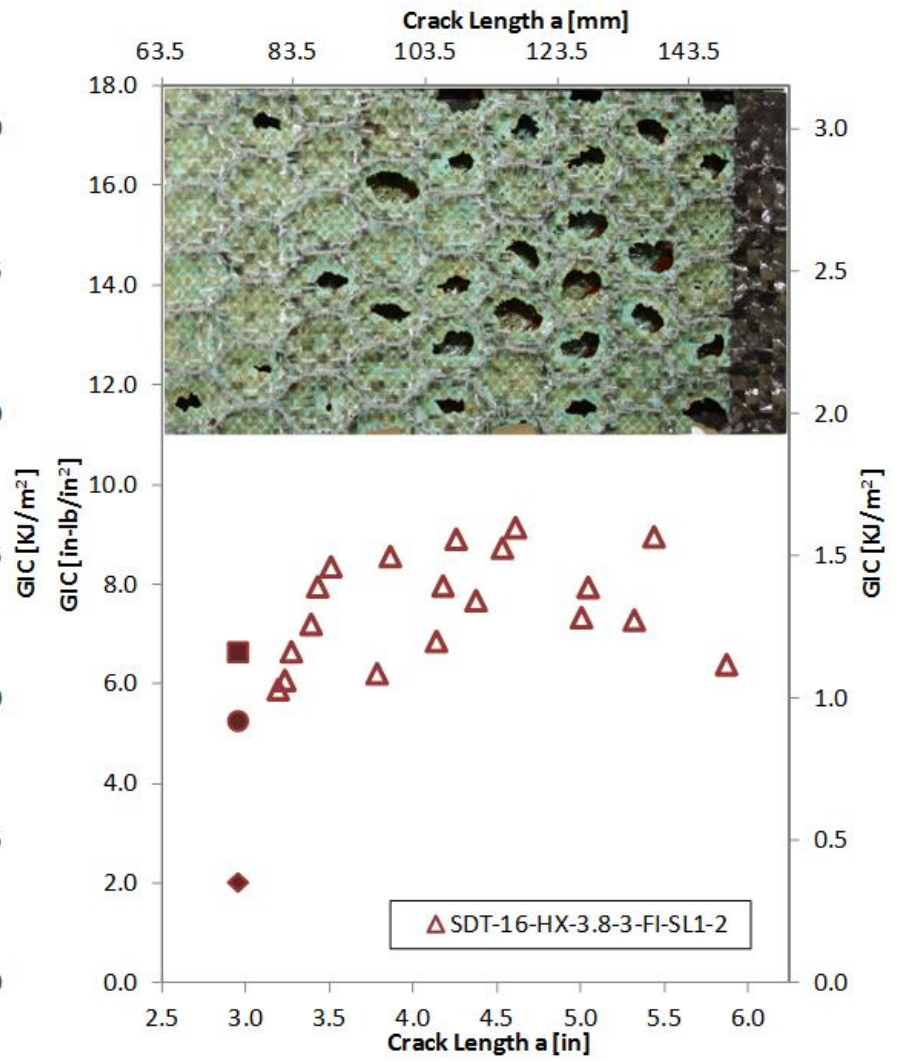 Crack Length a [mm]
63.5 83.5 103.5 123.5 143.5
18.0
16.0
14.0
12.0
10.0
8.0
6.0
4.0
2.0
0.0
GIC [KJ/m²]
GIC [in-lb/in²]
3.0
2.5
2.0
1.5
1.0
0.5
0.0
GIC [KJ/m²]
SDT-16-HX-3.8-3-FI-SL1-2
2.5 3.0 3.5 4.0 4.5 5.0 5.5 6.0
Crack Length a [in]